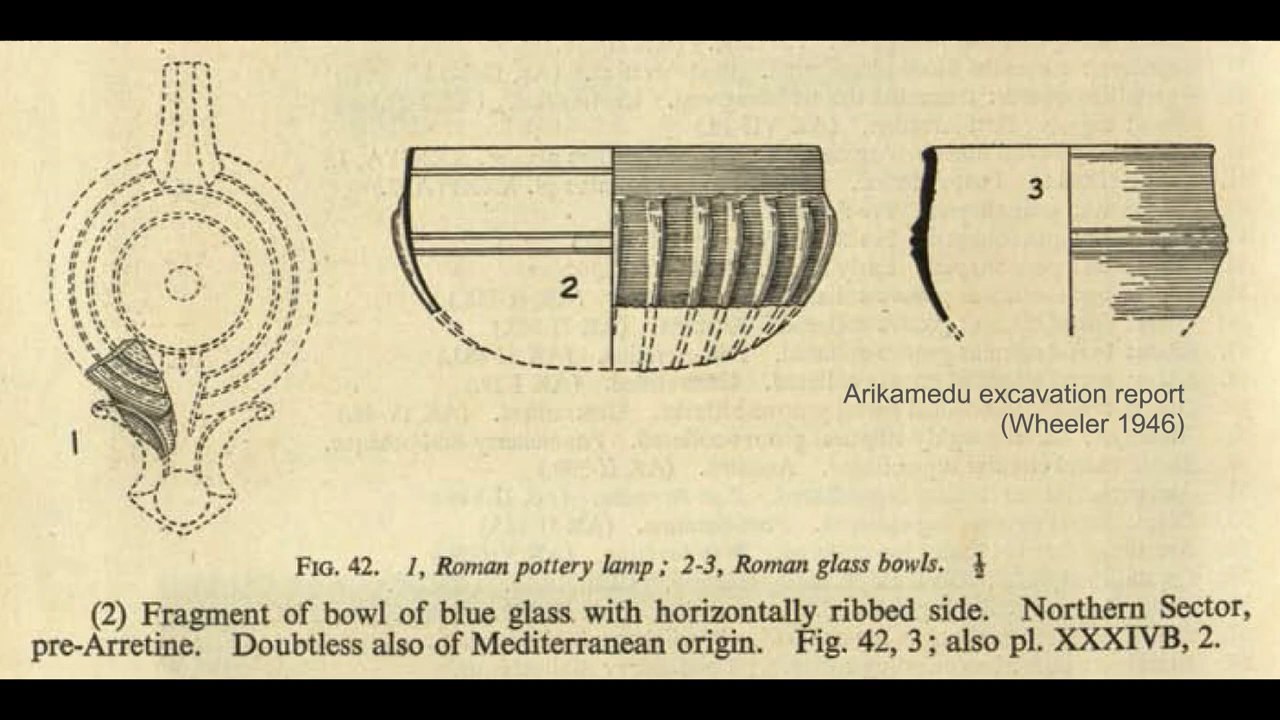 2
3
1
Arikamedu excavation report
(Wheeler 1946)
FIG. 42. 1, Roman pottery lamp ; 2-3, Roman glass bowls. ½
(2) Fragment of bowl of blue glass with horizontally ribbed side. Northern Sector,
pre-Arretine. Doubtless also of Mediterranean origin. Fig. 42, 3 ; also pl. XXXIVB, 2.